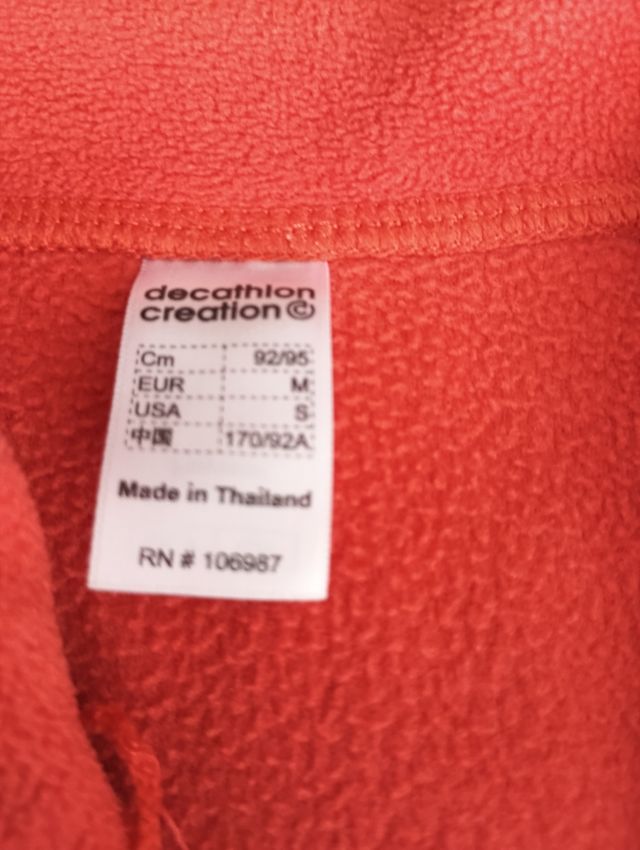 decathlon
creation ©
Cm 92/95
EUR M
USA S
中国 170/92A
Made in Thailand
RN # 106987